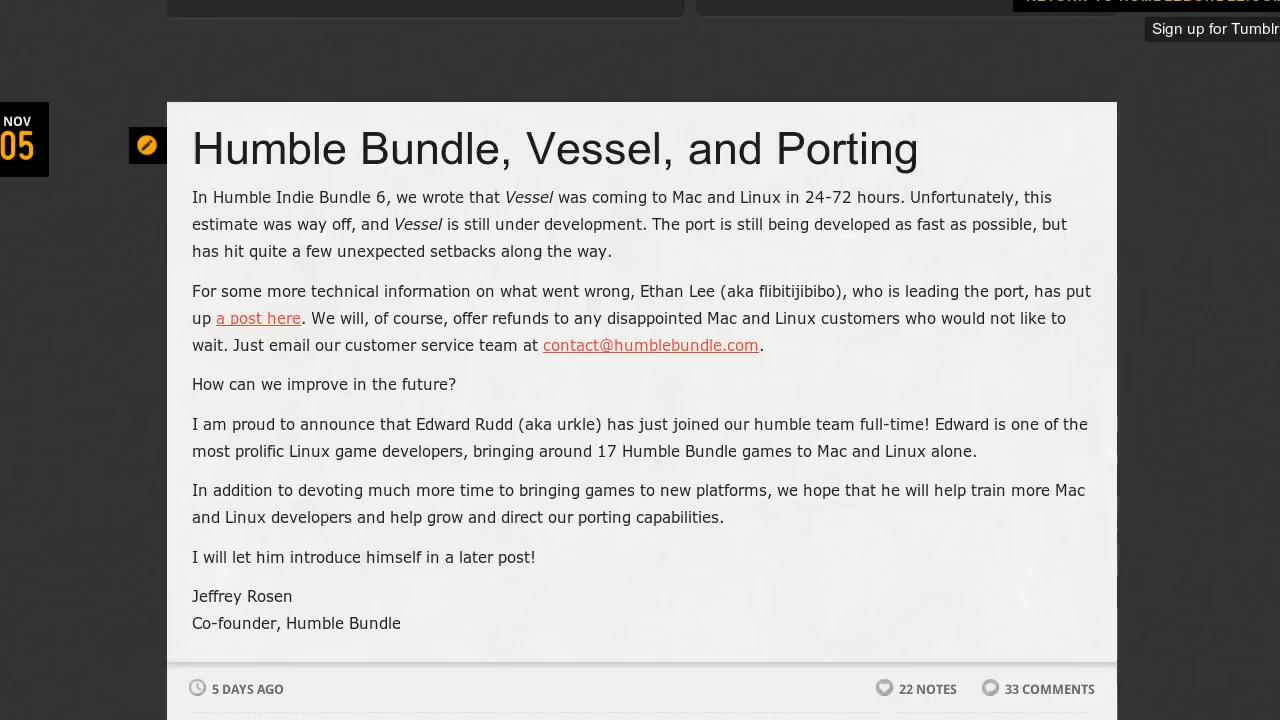 Sign up for Tumblr
NOV
05
Humble Bundle, Vessel, and Porting
In Humble Indie Bundle 6, we wrote that Vessel was coming to Mac and Linux in 24-72 hours. Unfortunately, this
estimate was way off, and Vessel is still under development. The port is still being developed as fast as possible, but
has hit quite a few unexpected setbacks along the way.
For some more technical information on what went wrong, Ethan Lee (aka flibitijibibo), who is leading the port, has put
up a post here. We will, of course, offer refunds to any disappointed Mac and Linux customers who would not like to
wait. Just email our customer service team at contact@humblebundle.com.
How can we improve in the future?
I am proud to announce that Edward Rudd (aka urkle) has just joined our humble team full-time! Edward is one of the
most prolific Linux game developers, bringing around 17 Humble Bundle games to Mac and Linux alone.
In addition to devoting much more time to bringing games to new platforms, we hope that he will help train more Mac
and Linux developers and help grow and direct our porting capabilities.
I will let him introduce himself in a later post!
Jeffrey Rosen
Co-founder, Humble Bundle
5 DAYS AGO
22 NOTES
33 COMMENTS